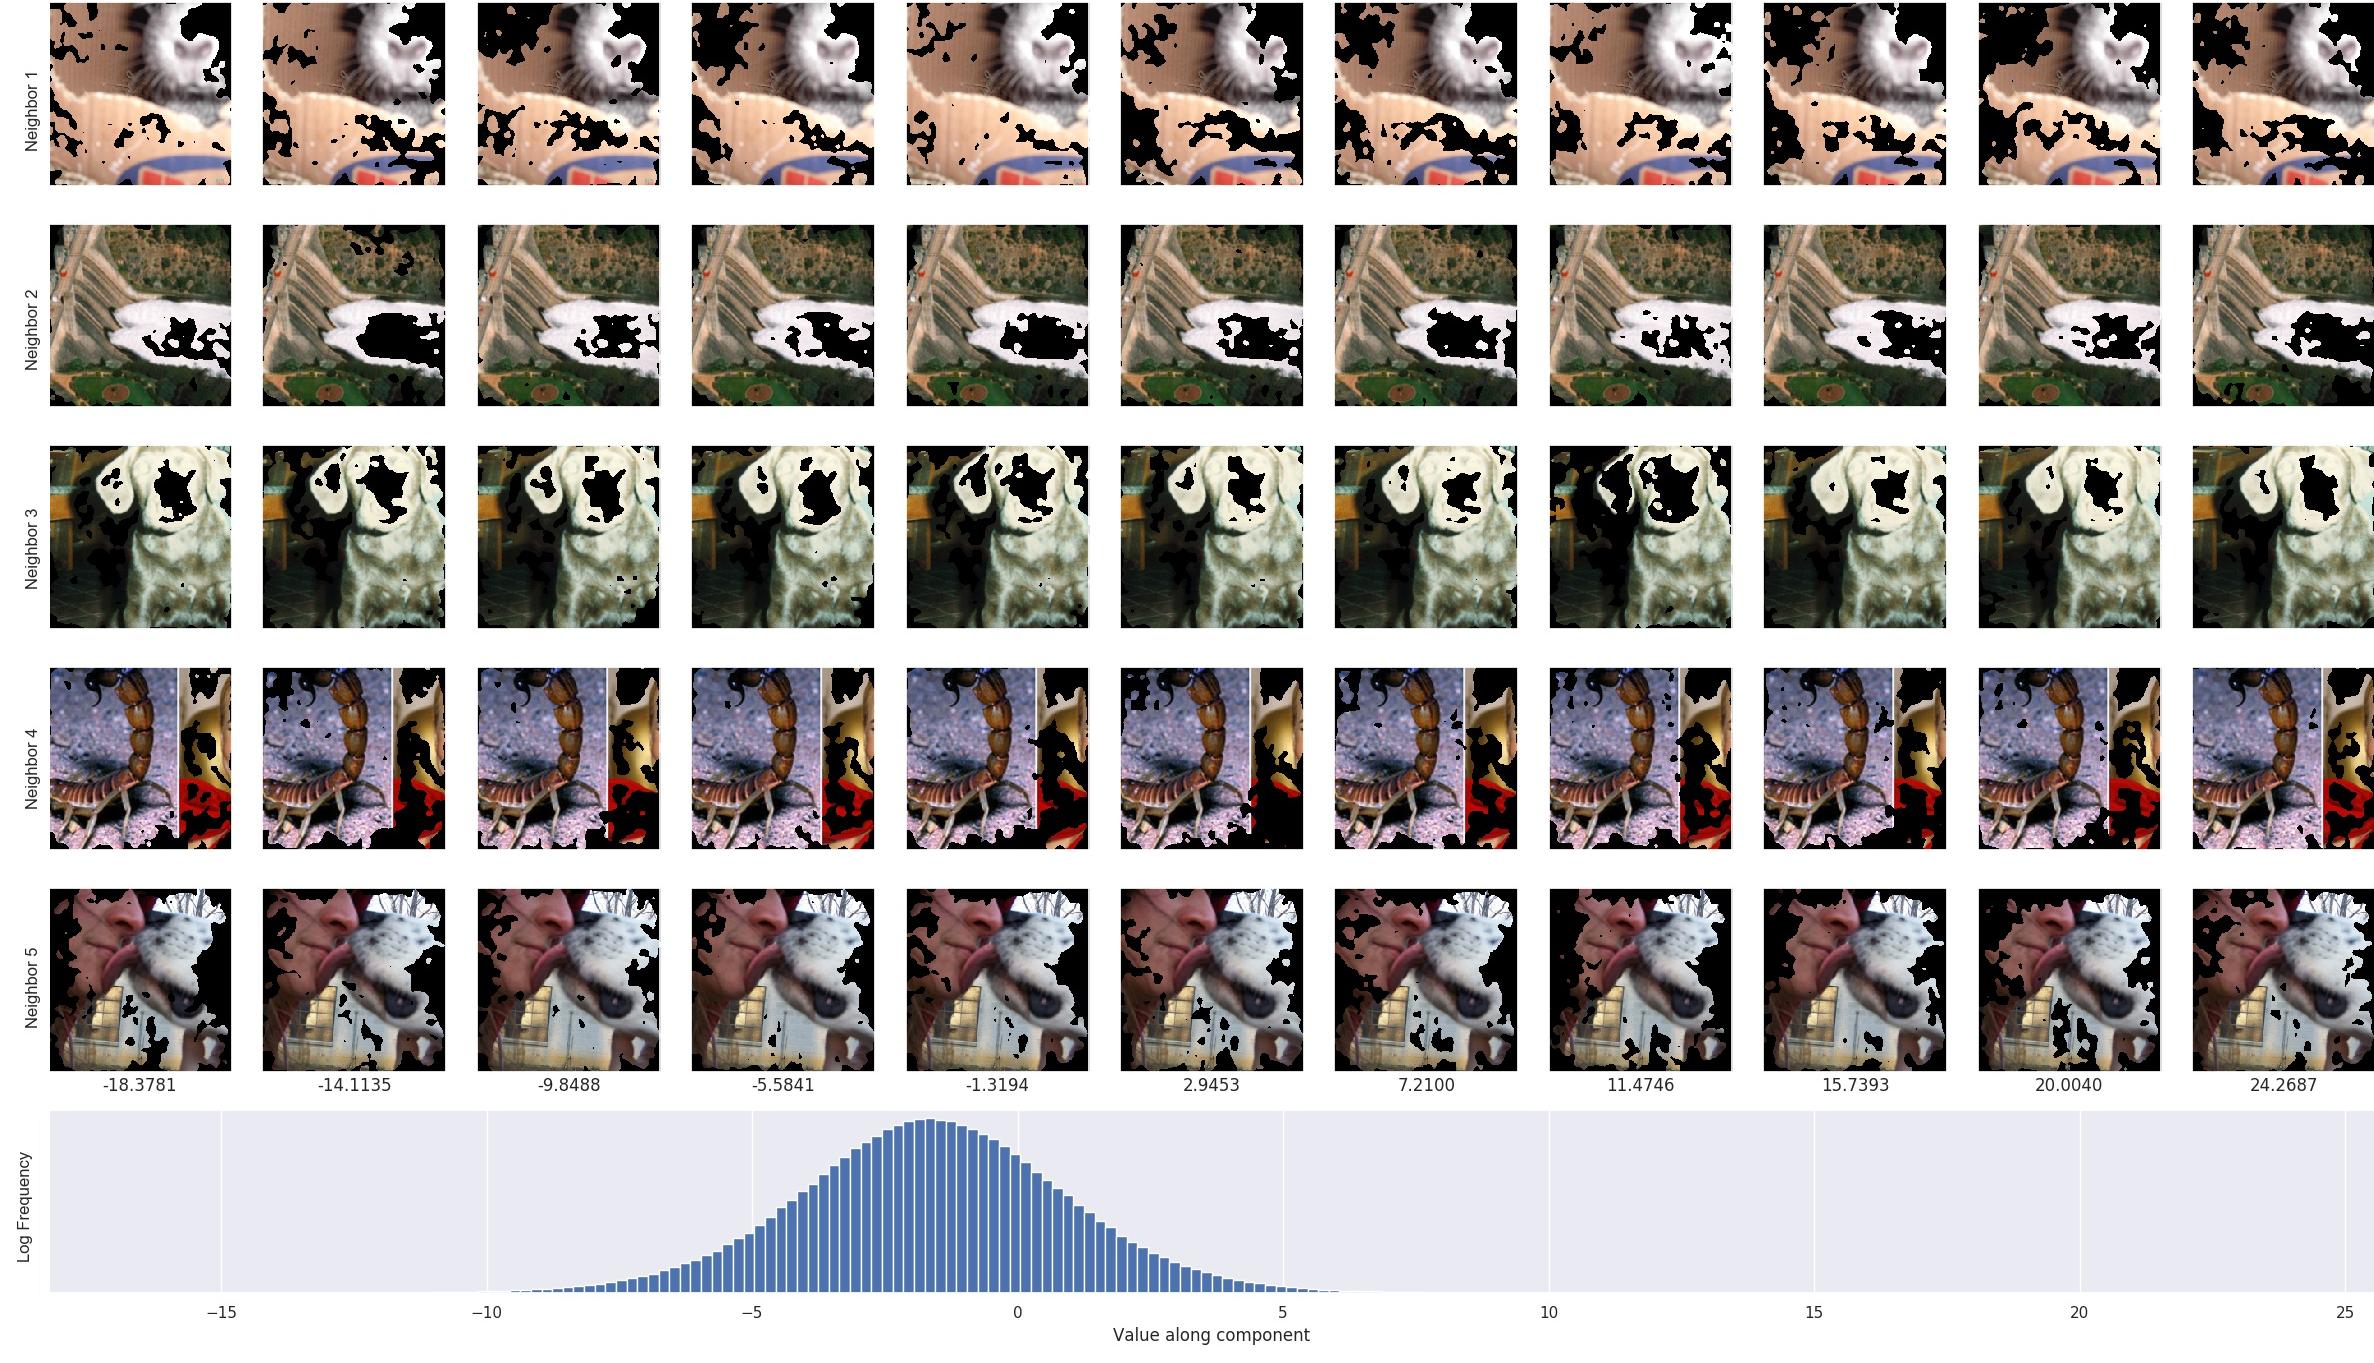 Neighbor 1
Neighbor 2
Neighbor 3
Neighbor 4
Neighbor 5
-18.3781 -14.1135 -9.8488 -5.5841 -1.3194 2.9453 7.2100 11.4746 15.7393 20.0040 24.2687
Log Frequency
−15 −10 −5 0 5 10 15 20 25
Value along component